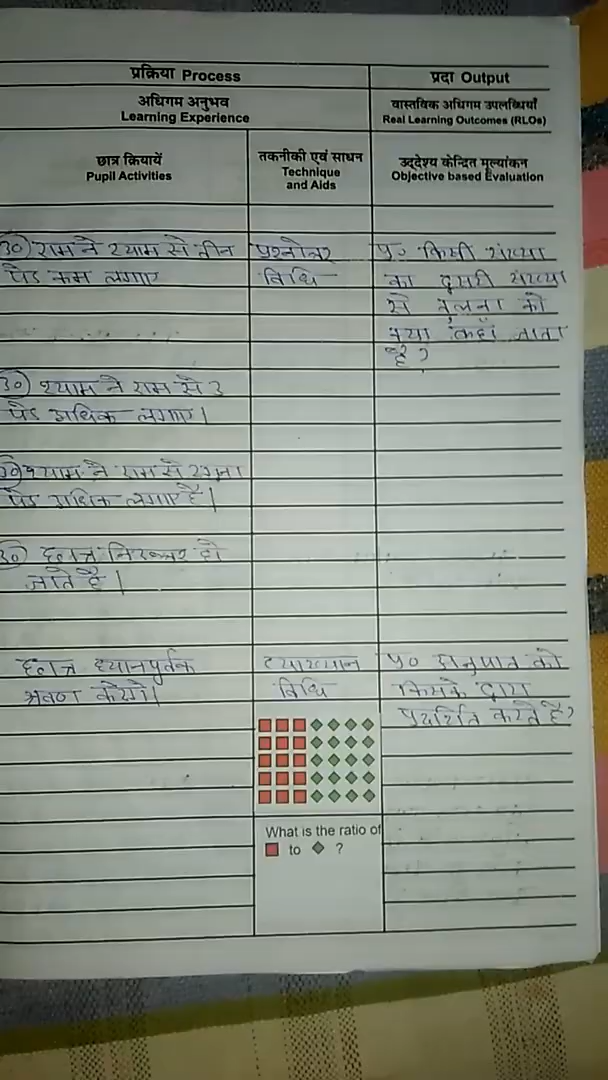 प्रक्रिया Process
प्रदा Output
अधिगम अनुभव
Learning Experience
वास्तविक अधिगम उपलब्धियाँ
Real Learning Outcomes (RLOs)
छात्र क्रियायें
Pupil Activities
तकनीकी एवं साधन
Technique
and Aids
उद्देश्य केन्द्रित मूल्यांकन
Objective based Evaluation
उ०) राम ने श्याम से तीन
पेड कम लगाए
प्रश्नोत्तर
विधि
प्र० किसी संख्या
का दूसरी संख्या
से तुलना को
क्या कहाँ जाता
है?
उ०) श्याम ने राम से 3
पेड अधिक लगाए।
उ०) श्याम ने राम से दुगुना
पेड अधिक लगाए है।
उ०) छात्र निरुत्तर हो
जाते है।
छात्र ध्यानपूर्वक
श्रवण करेगे।
व्याख्यान
विधि
प्र० अनुपात को
किसके द्वारा
प्रदर्शित करते है?
What is the ratio of
to ?